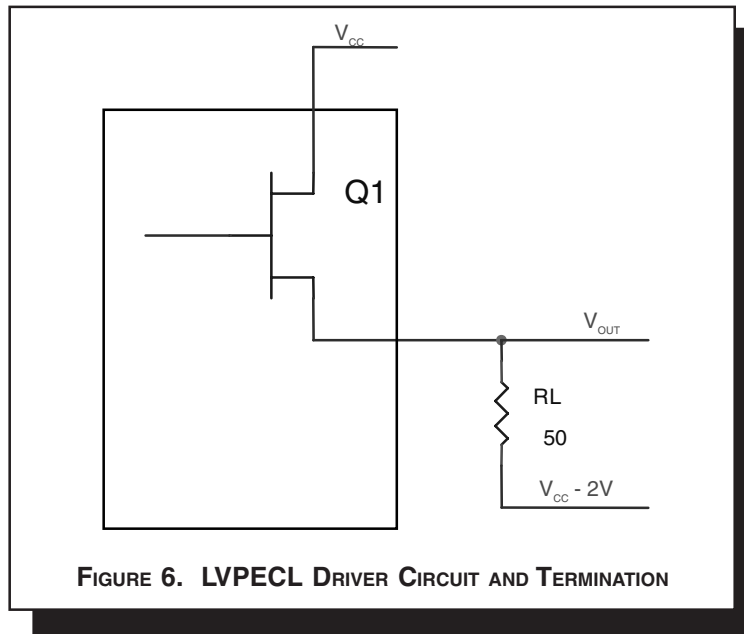 VCC
Q1
VOUT
RL
50
VCC - 2V
FIGURE 6. LVPECL DRIVER CIRCUIT AND TERMINATION